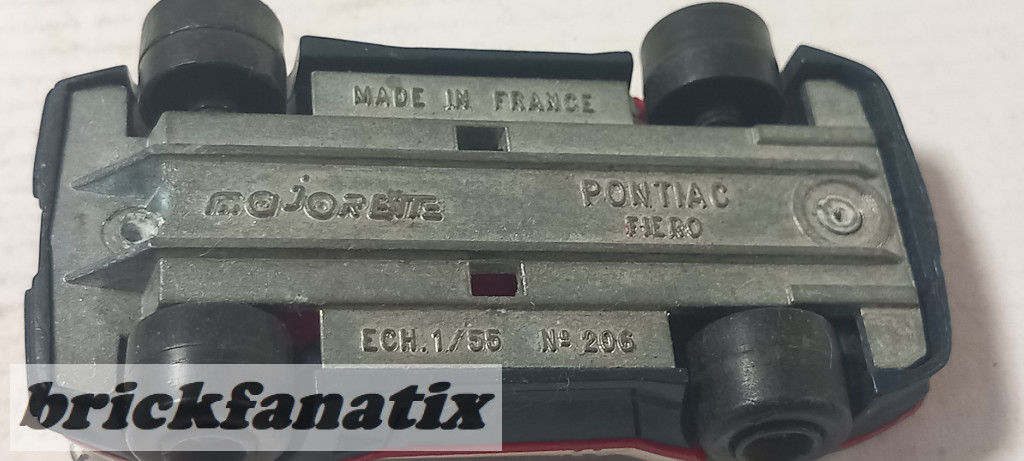 MADE IN FRANCE
majorette
PONTIAC
FIERO
ECH. 1/55 Nº 206
brickfanatix